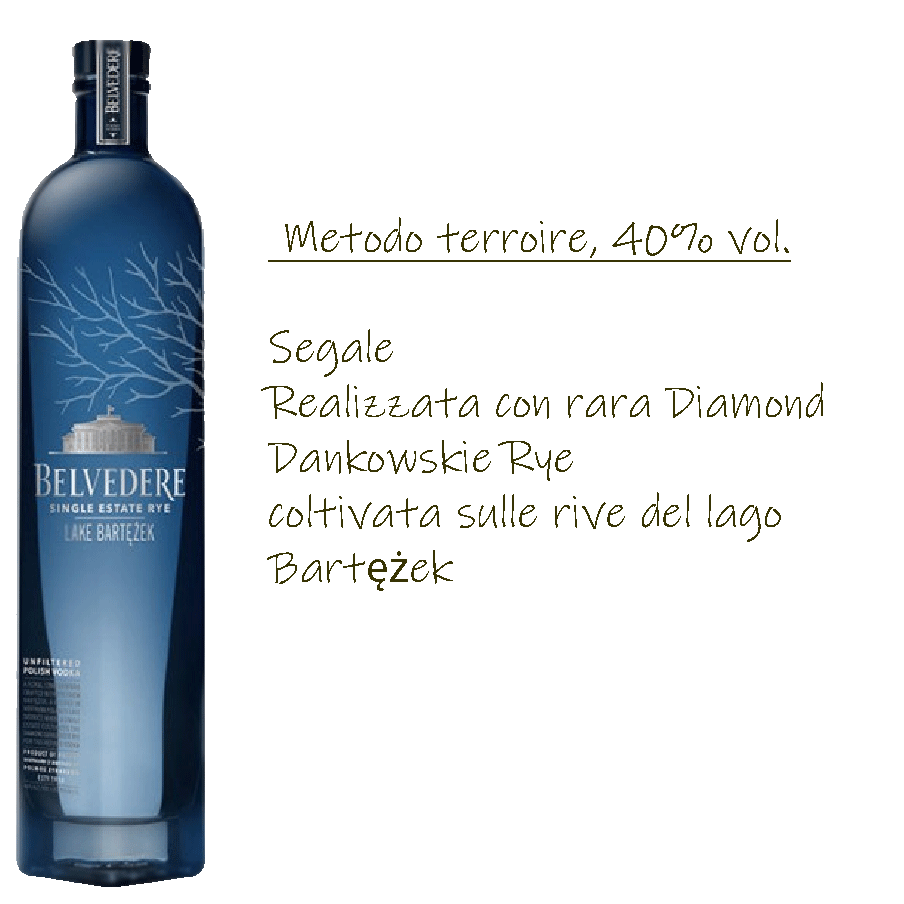 BELVEDERE
Metodo terroire, 40% vol.
Segale
Realizzata con rara Diamond
Dankowskie Rye
coltivata sulle rive del lago
Bartężek
BELVEDERE
SINGLE ESTATE RYE
LAKE BARTĘŻEK
UNFILTERED
POLISH VODKA